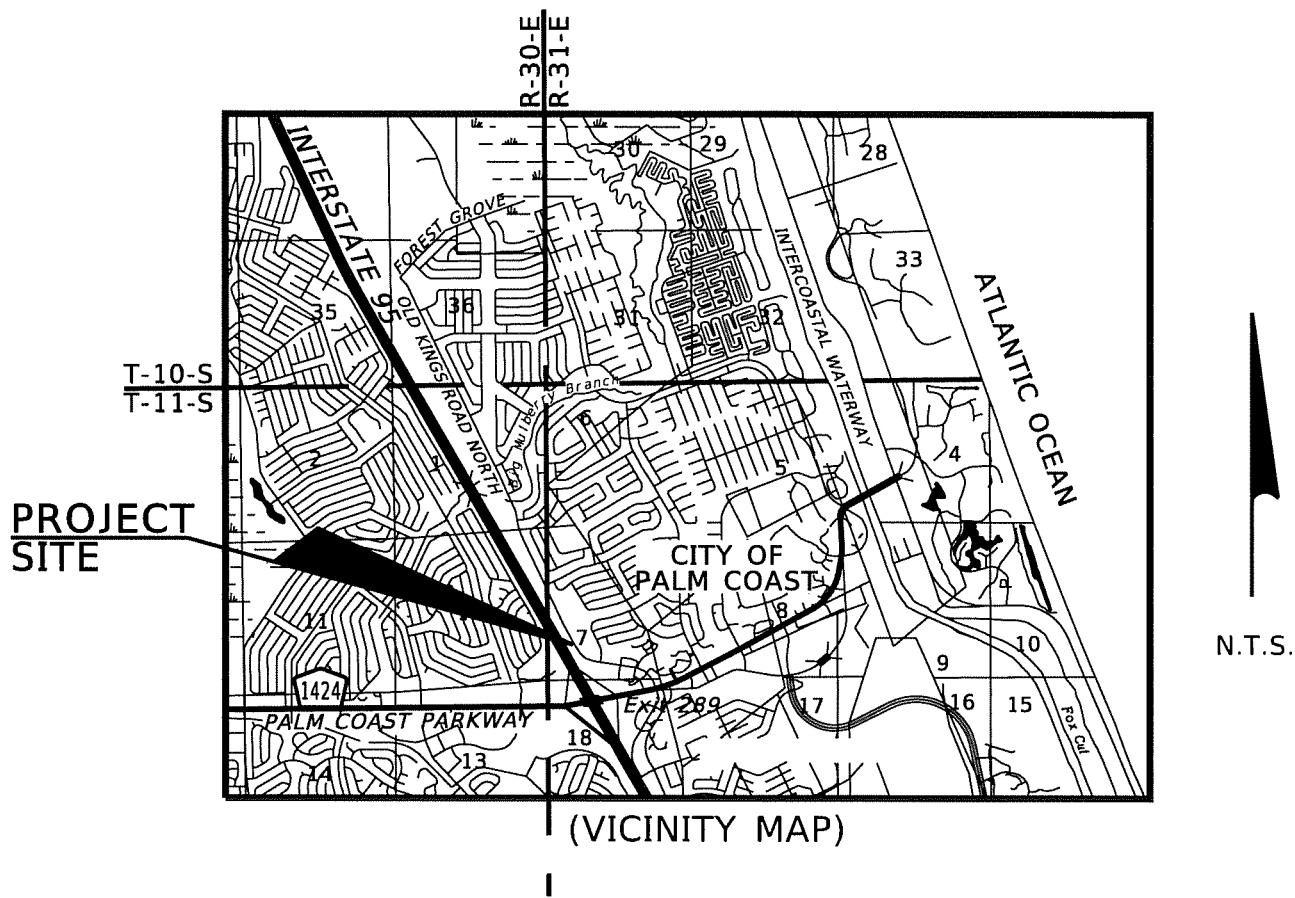 R-30-E
R-31-E
INTERSTATE 95
FOREST GROVE
30
29
28
33
35
36
31
32
OLD KINGS ROAD NORTH
INTERCOASTAL WATERWAY
ATLANTIC OCEAN
T-10-S
T-11-S
Big Mulberry Branch
2
1
6
5
4
PROJECT
SITE
CITY OF
PALM COAST
11
7
8
10
9
N.T.S.
1424
PALM COAST PARKWAY
Exit 289
17
16
15
Fox Cut
18
13
14
(VICINITY MAP)